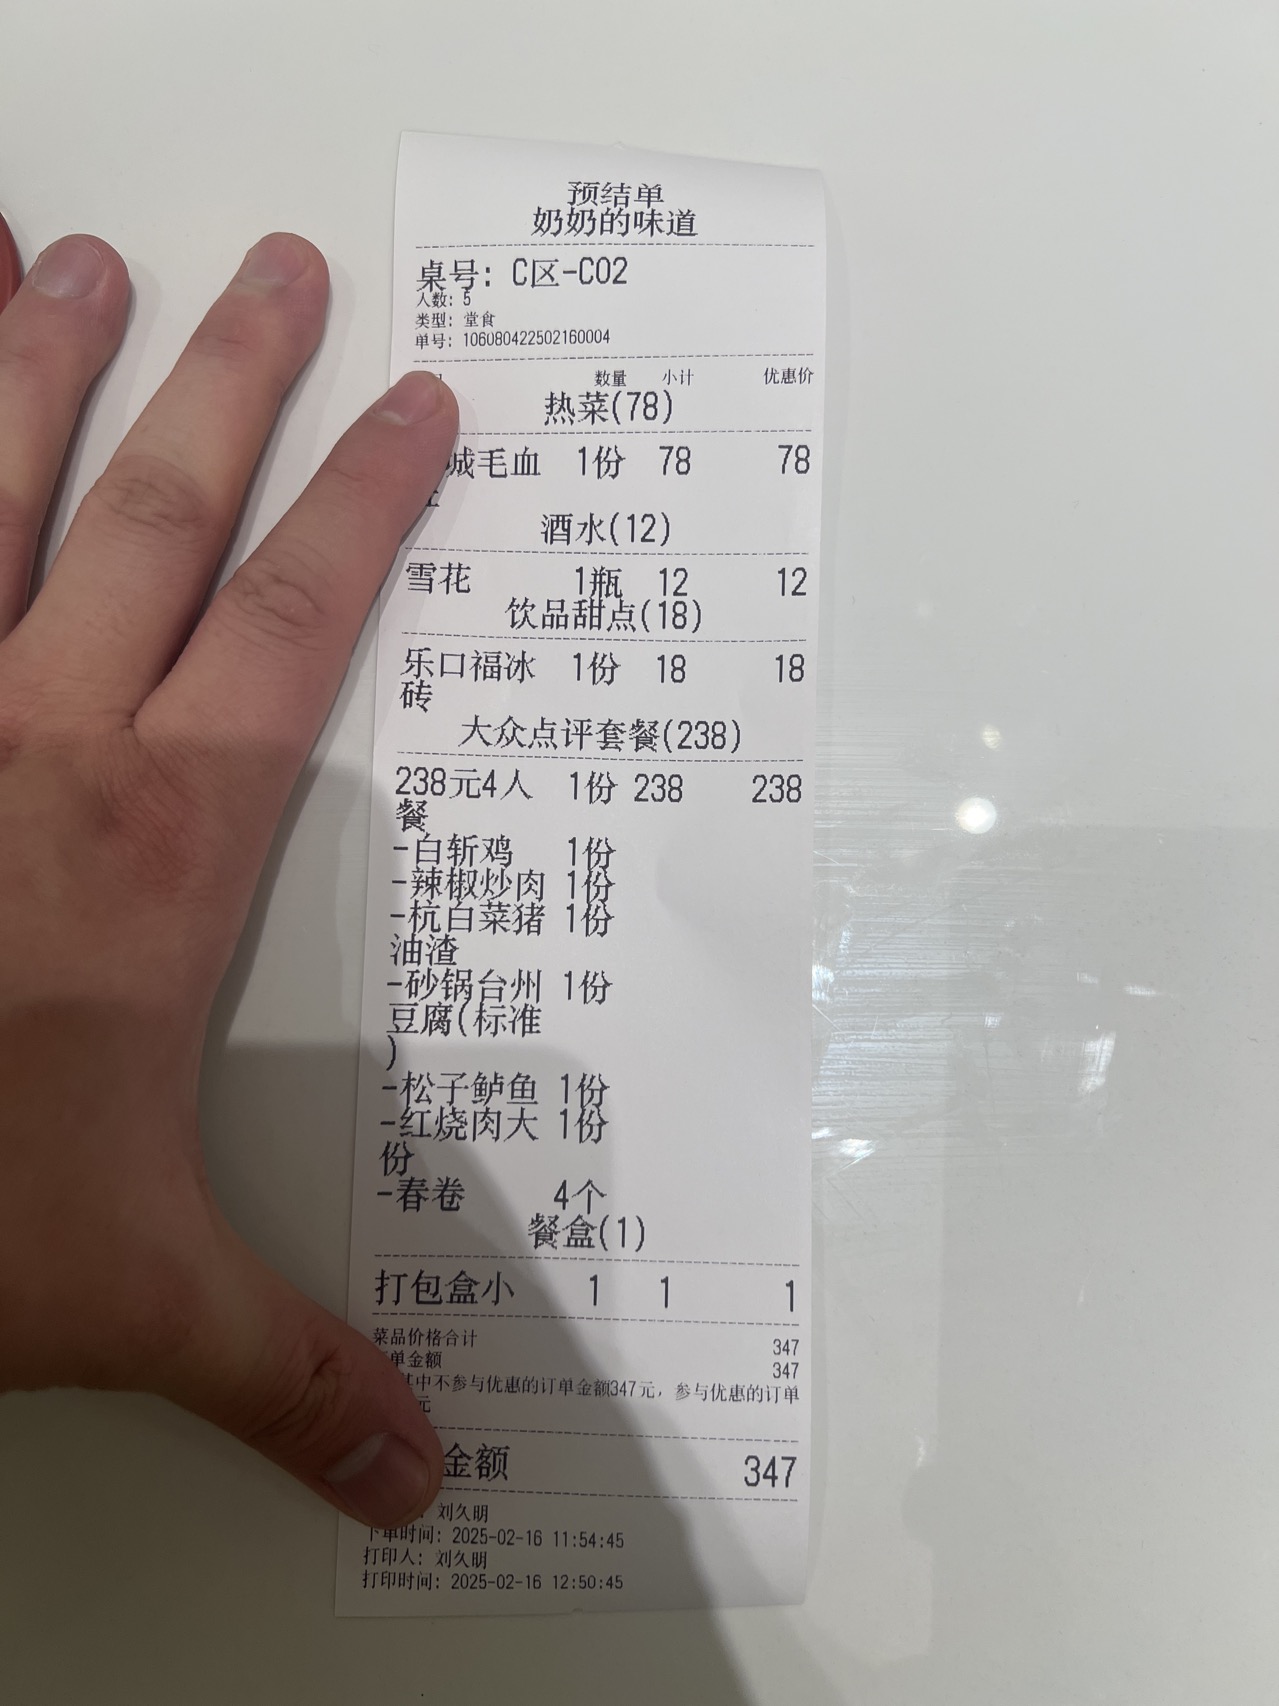 预结单
奶奶的味道
桌号: C区-C02
人数: 5
类型: 堂食
单号: 106080422502160004
数量 小计 优惠价
热菜(78)
城毛血 1份 78 78
酒水(12)
雪花 1瓶 12 12
饮品甜点(18)
乐口福冰 1份 18 18
砖
大众点评套餐(238)
238元4人 1份 238 238
餐
-白斩鸡 1份
-辣椒炒肉 1份
-杭白菜猪 1份
油渣
-砂锅台州 1份
豆腐(标准
)
-松子鲈鱼 1份
-红烧肉大 1份
份
-春卷 4个
餐盒(1)
打包盒小 1 1 1
菜品价格合计 347
单金额 347
其中不参与优惠的订单金额347元, 参与优惠的订单
元
金额 347
刘久明
下单时间: 2025-02-16 11:54:45
打印人: 刘久明
打印时间: 2025-02-16 12:50:45